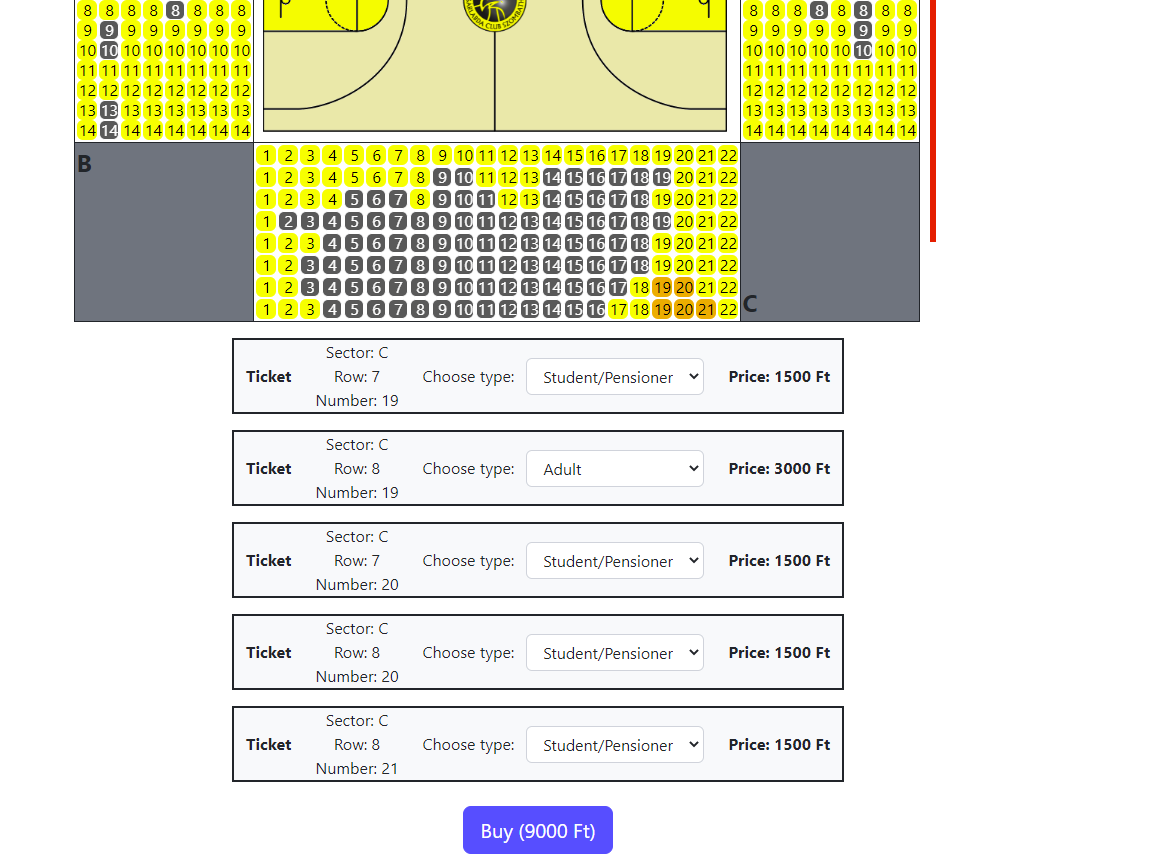 8 8 8 8 8 8 8 8
9 9 9 9 9 9 9 9
10 10 10 10 10 10 10 10
11 11 11 11 11 11 11 11
12 12 12 12 12 12 12 12
13 13 13 13 13 13 13 13
14 14 14 14 14 14 14 14
CLUB
8 8 8 8 8 8 8 8
9 9 9 9 9 9 9 9
10 10 10 10 10 10 10 10
11 11 11 11 11 11 11 11
12 12 12 12 12 12 12 12
13 13 13 13 13 13 13 13
14 14 14 14 14 14 14 14
B
1 2 3 4 5 6 7 8 9 10 11 12 13 14 15 16 17 18 19 20 21 22
1 2 3 4 5 6 7 8 9 10 11 12 13 14 15 16 17 18 19 20 21 22
1 2 3 4 5 6 7 8 9 10 11 12 13 14 15 16 17 18 19 20 21 22
1 2 3 4 5 6 7 8 9 10 11 12 13 14 15 16 17 18 19 20 21 22
1 2 3 4 5 6 7 8 9 10 11 12 13 14 15 16 17 18 19 20 21 22
1 2 3 4 5 6 7 8 9 10 11 12 13 14 15 16 17 18 19 20 21 22
1 2 3 4 5 6 7 8 9 10 11 12 13 14 15 16 17 18 19 20 21 22
1 2 3 4 5 6 7 8 9 10 11 12 13 14 15 16 17 18 19 20 21 22
C
Ticket
Sector: C
Row: 7
Number: 19
Choose type:
Student/Pensioner
Price: 1500 Ft
Ticket
Sector: C
Row: 8
Number: 19
Choose type:
Adult
Price: 3000 Ft
Ticket
Sector: C
Row: 7
Number: 20
Choose type:
Student/Pensioner
Price: 1500 Ft
Ticket
Sector: C
Row: 8
Number: 20
Choose type:
Student/Pensioner
Price: 1500 Ft
Ticket
Sector: C
Row: 8
Number: 21
Choose type:
Student/Pensioner
Price: 1500 Ft
Buy (9000 Ft)